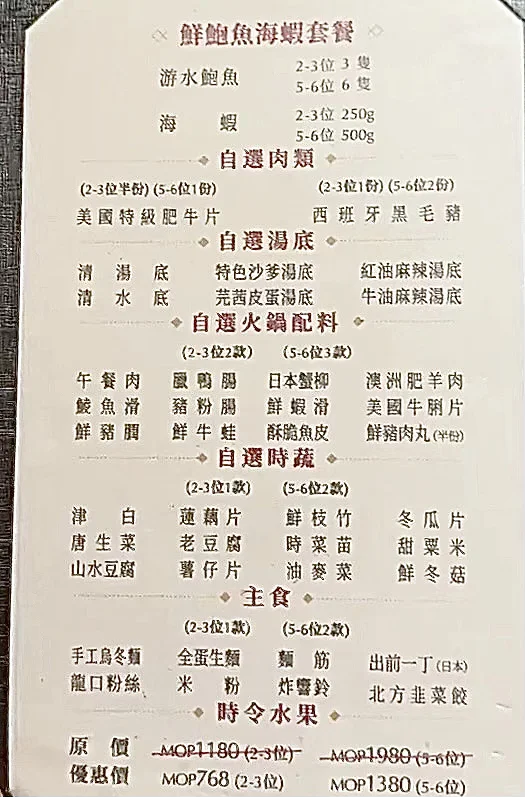 鮮鮑魚海蝦套餐
游水鮑魚 2-3位 3 隻
5-6位 6 隻
海 蝦 2-3位 250g
5-6位 500g
自選肉類
(2-3位半份) (5-6位1份) (2-3位1份) (5-6位2份)
美國特級肥牛片 西班牙黑毛豬
自選湯底
清湯底 特色沙爹湯底 紅油麻辣湯底
清水底 芫茜皮蛋湯底 牛油麻辣湯底
自選火鍋配料
(2-3位2款) (5-6位3款)
午餐肉 臘鴨腸 日本蟹柳 澳洲肥羊肉
鯪魚滑 豬粉腸 鮮蝦滑 美國牛脷片
鮮豬膶 鮮牛蛙 酥脆魚皮 鮮豬肉丸(半份)
自選時蔬
(2-3位1款) (5-6位2款)
津白 蓮藕片 鮮枝竹 冬瓜片
唐生菜 老豆腐 時菜苗 甜粟米
山水豆腐 薯仔片 油麥菜 鮮冬菇
主食
(2-3位1款) (5-6位2款)
手工烏冬麵 全蛋生麵 麵筋 出前一丁(日本)
龍口粉絲 米粉 炸響鈴 北方韭菜餃
時令水果
原價 MOP1180 (2-3位) MOP1980 (5-6位)
優惠價 MOP768 (2-3位) MOP1380 (5-6位)